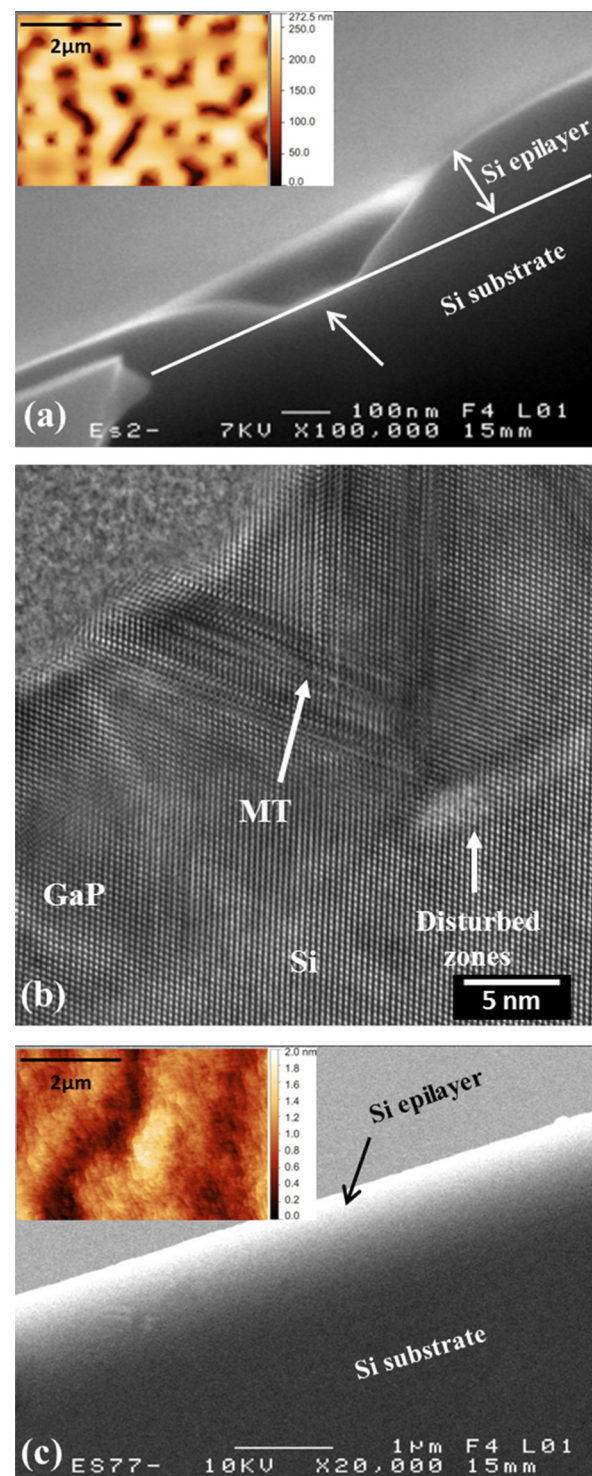 2µm
272.5 nm
250.0
200.0
150.0
100.0
50.0
0.0
Si epilayer
Si substrate
(a)
100nm F4 L01
Es2- 7KV X100,000 15mm
MT
GaP
Si
Disturbed
zones
(b)
5 nm
2µm
2.0 nm
1.8
1.6
1.4
1.2
1.0
0.8
0.6
0.4
0.2
0.0
Si epilayer
Si substrate
(c)
1µm F4 L01
ES77- 10KV X20,000 15mm